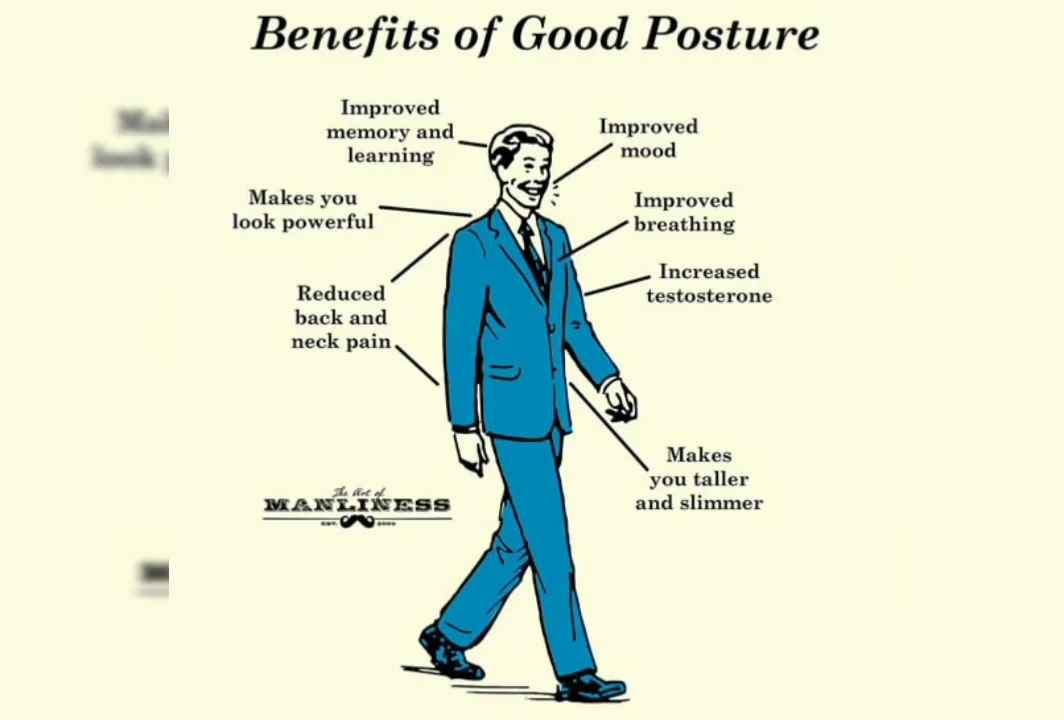 Benefits of Good Posture
Improved
memory and
learning
Improved
mood
Makes you
look powerful
Improved
breathing
Increased
testosterone
Reduced
back and
neck pain
Makes
you taller
and slimmer
The Art of
MANLINESS
EST.